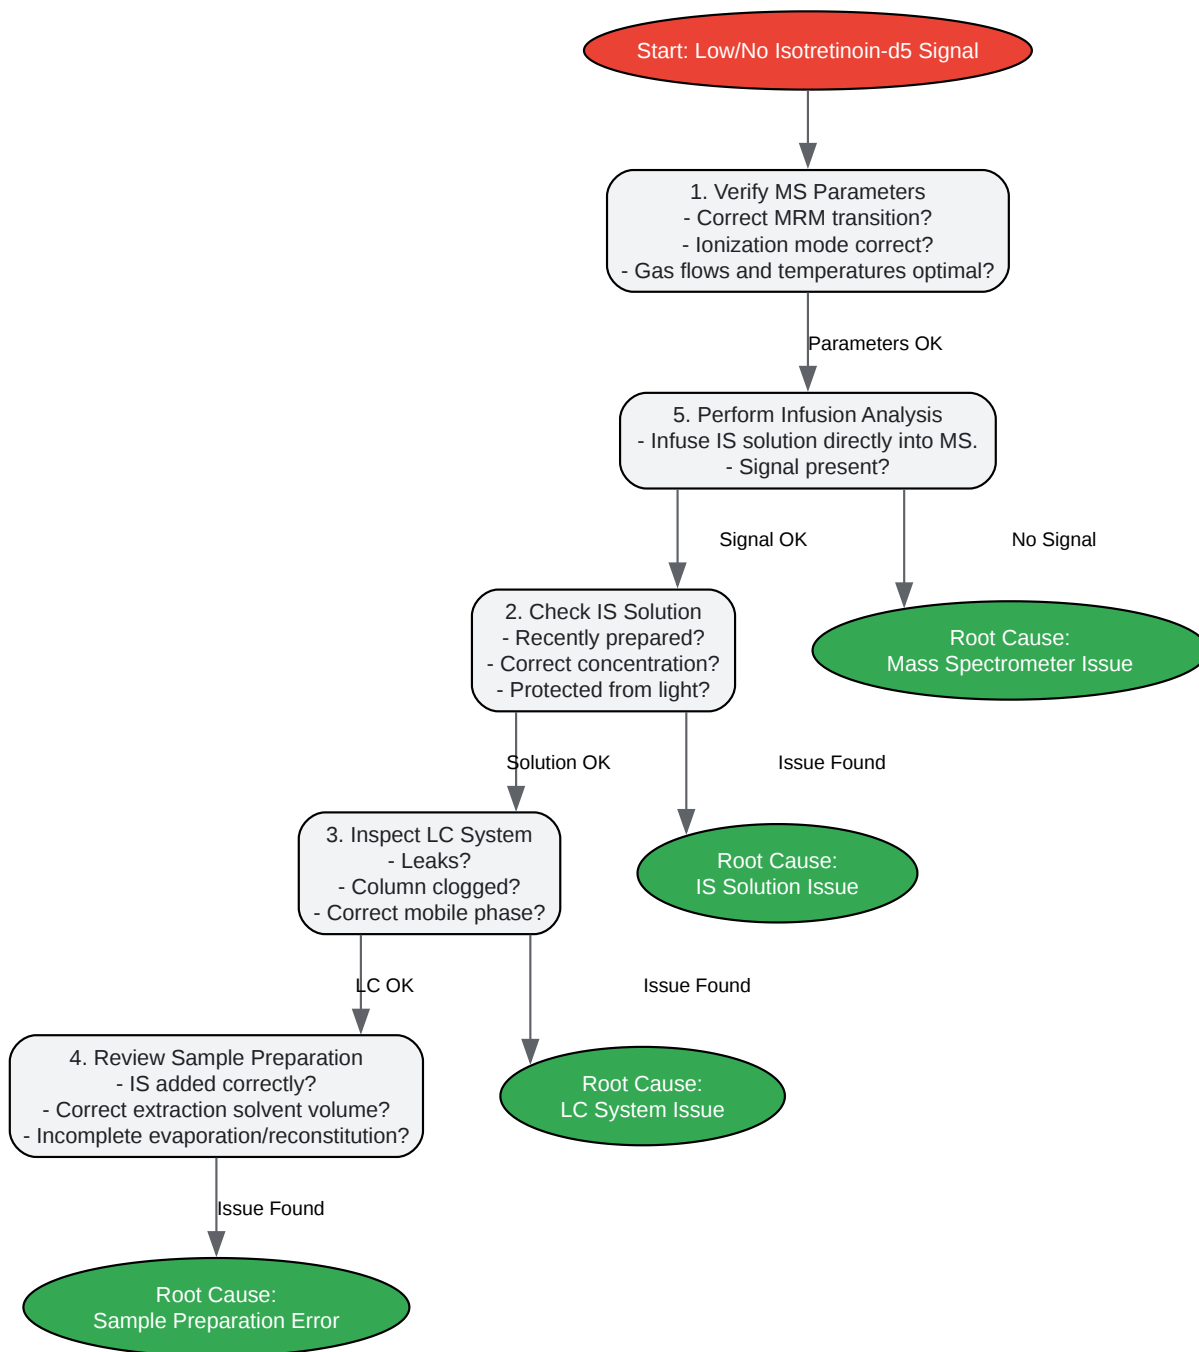 Start: Low/No Isotretinoin-d5 Signal
1. Verify MS Parameters
- Correct MRM transition?
- Ionization mode correct?
- Gas flows and temperatures optimal?
Parameters OK
5. Perform Infusion Analysis
- Infuse IS solution directly into MS.
- Signal present?
Signal OK
No Signal
2. Check IS Solution
- Recently prepared?
- Correct concentration?
- Protected from light?
Root Cause:
Mass Spectrometer Issue
Solution OK
Issue Found
3. Inspect LC System
- Leaks?
- Column clogged?
- Correct mobile phase?
Root Cause:
IS Solution Issue
LC OK
Issue Found
4. Review Sample Preparation
- IS added correctly?
- Correct extraction solvent volume?
- Incomplete evaporation/reconstitution?
Root Cause:
LC System Issue
Issue Found
Root Cause:
Sample Preparation Error